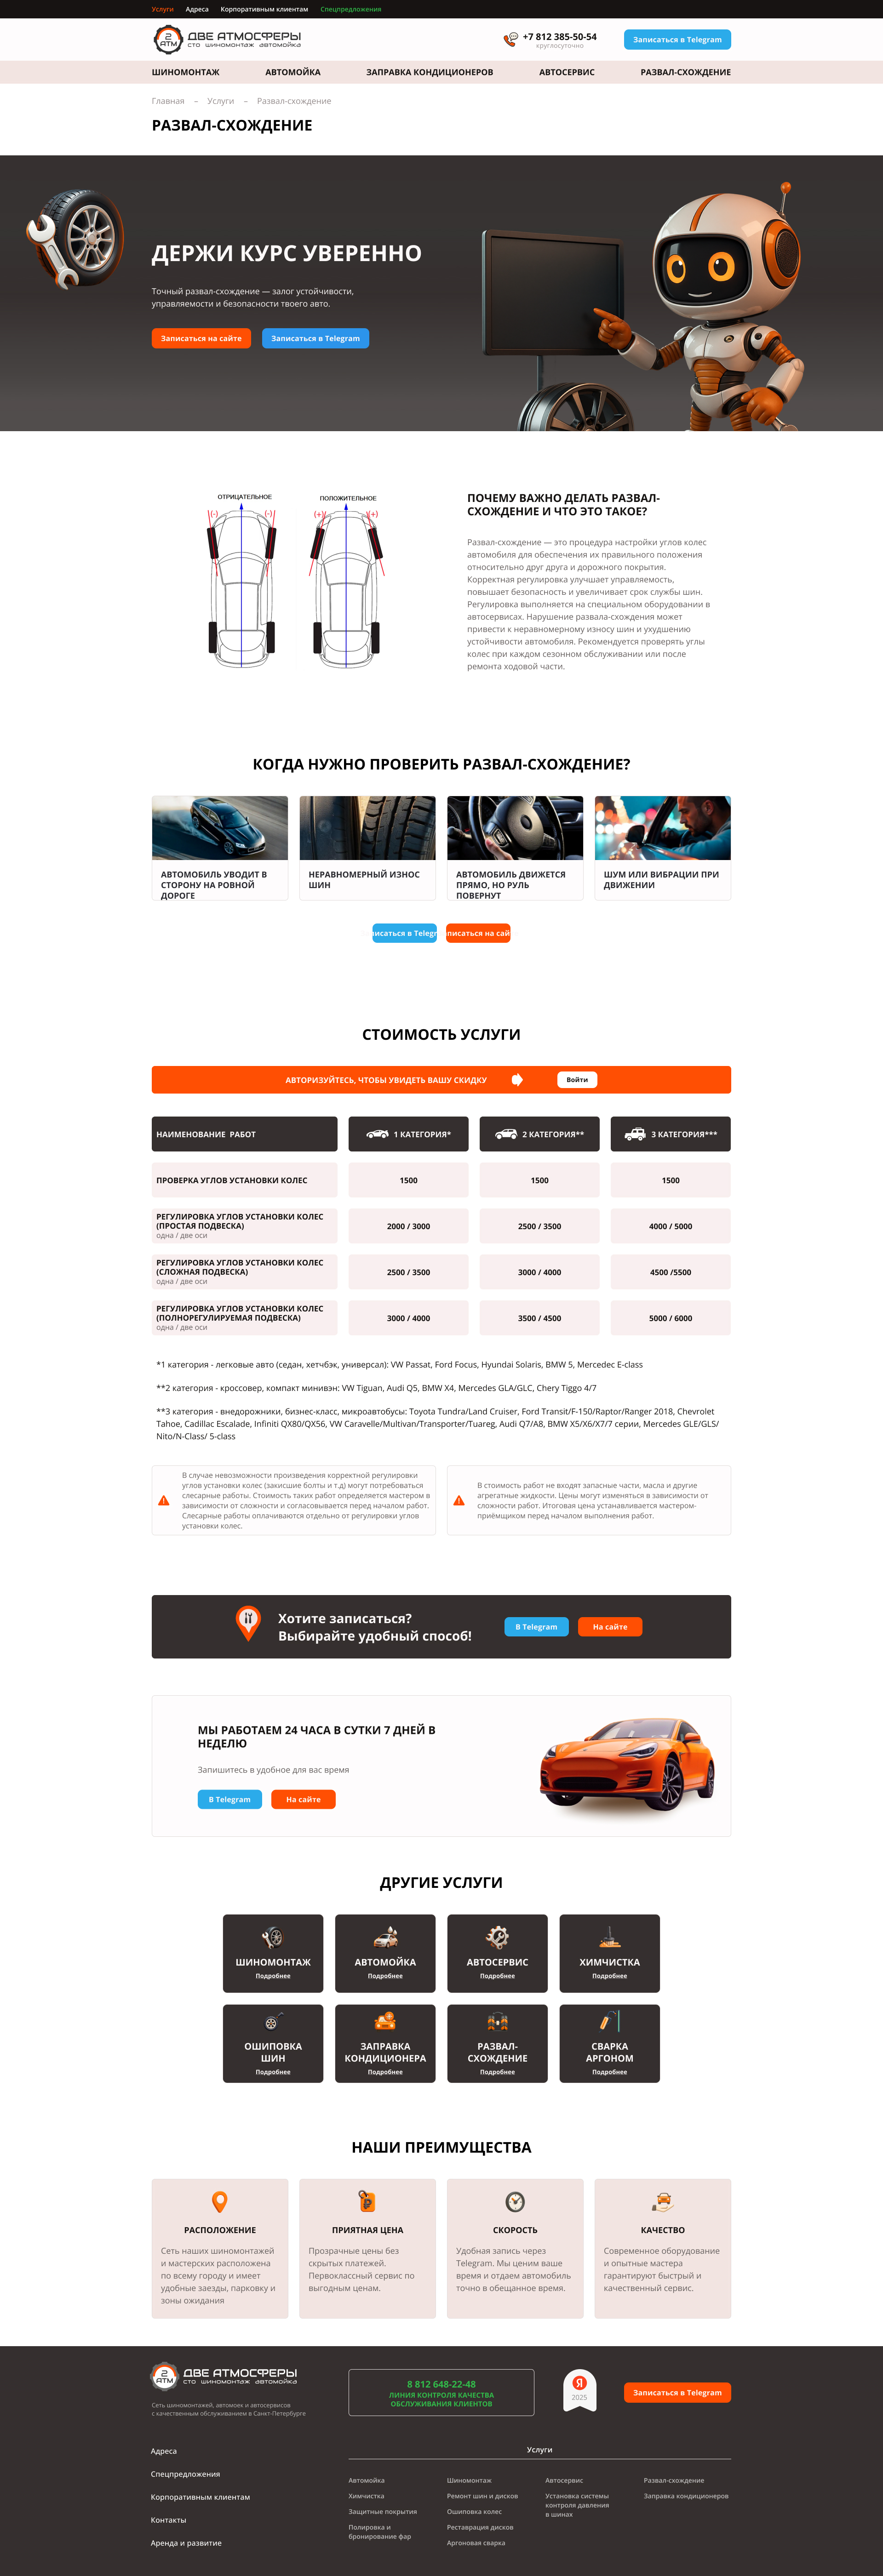 Услуги Адреса Корпоративным клиентам Спецпредложения
2 АТМ
ДВЕ АТМОСФЕРЫ
сто шиномонтаж автомойка
+7 812 385-50-54
круглосуточно
Записаться в Telegram
ШИНОМОНТАЖ АВТОМОЙКА ЗАПРАВКА КОНДИЦИОНЕРОВ АВТОСЕРВИС РАЗВАЛ-СХОЖДЕНИЕ
Главная – Услуги – Развал-схождение
РАЗВАЛ-СХОЖДЕНИЕ
ДЕРЖИ КУРС УВЕРЕННО
Точный развал-схождение — залог устойчивости,
управляемости и безопасности твоего авто.
Записаться на сайте
Записаться в Telegram
ОТРИЦАТЕЛЬНОЕ
ПОЛОЖИТЕЛЬНОЕ
(-) (-) (+) (+)
ПОЧЕМУ ВАЖНО ДЕЛАТЬ РАЗВАЛ-
СХОЖДЕНИЕ И ЧТО ЭТО ТАКОЕ?
Развал-схождение — это процедура настройки углов колес
автомобиля для обеспечения их правильного положения
относительно друг друга и дорожного покрытия.
Корректная регулировка улучшает управляемость,
повышает безопасность и увеличивает срок службы шин.
Регулировка выполняется на специальном оборудовании в
автосервисах. Нарушение развала-схождения может
привести к неравномерному износу шин и ухудшению
устойчивости автомобиля. Рекомендуется проверять углы
колес при каждом сезонном обслуживании или после
ремонта ходовой части.
КОГДА НУЖНО ПРОВЕРИТЬ РАЗВАЛ-СХОЖДЕНИЕ?
АВТОМОБИЛЬ УВОДИТ В
СТОРОНУ НА РОВНОЙ
ДОРОГЕ
НЕРАВНОМЕРНЫЙ ИЗНОС
ШИН
АВТОМОБИЛЬ ДВИЖЕТСЯ
ПРЯМО, НО РУЛЬ
ПОВЕРНУТ
ШУМ ИЛИ ВИБРАЦИИ ПРИ
ДВИЖЕНИИ
писаться в Telegr
писаться на сай
СТОИМОСТЬ УСЛУГИ
АВТОРИЗУЙТЕСЬ, ЧТОБЫ УВИДЕТЬ ВАШУ СКИДКУ
Войти
НАИМЕНОВАНИЕ РАБОТ 1 КАТЕГОРИЯ* 2 КАТЕГОРИЯ** 3 КАТЕГОРИЯ***
ПРОВЕРКА УГЛОВ УСТАНОВКИ КОЛЕС 1500 1500 1500
РЕГУЛИРОВКА УГЛОВ УСТАНОВКИ КОЛЕС
(ПРОСТАЯ ПОДВЕСКА)
одна / две оси
2000 / 3000 2500 / 3500 4000 / 5000
РЕГУЛИРОВКА УГЛОВ УСТАНОВКИ КОЛЕС
(СЛОЖНАЯ ПОДВЕСКА)
одна / две оси
2500 / 3500 3000 / 4000 4500 /5500
РЕГУЛИРОВКА УГЛОВ УСТАНОВКИ КОЛЕС
(ПОЛНОРЕГУЛИРУЕМАЯ ПОДВЕСКА)
одна / две оси
3000 / 4000 3500 / 4500 5000 / 6000
*1 категория - легковые авто (седан, хетчбэк, универсал): VW Passat, Ford Focus, Hyundai Solaris, BMW 5, Mercedec E-class
**2 категория - кроссовер, компакт минивэн: VW Tiguan, Audi Q5, BMW X4, Mercedes GLA/GLC, Chery Tiggo 4/7
**3 категория - внедорожники, бизнес-класс, микроавтобусы: Toyota Tundra/Land Cruiser, Ford Transit/F-150/Raptor/Ranger 2018, Chevrolet
Tahoe, Cadillac Escalade, Infiniti QX80/QX56, VW Caravelle/Multivan/Transporter/Tuareg, Audi Q7/A8, BMW X5/X6/X7/7 серии, Mercedes GLE/GLS/
Nito/N-Class/ 5-class
В случае невозможности произведения корректной регулировки
углов установки колес (закисшие болты и т.д) могут потребоваться
слесарные работы. Стоимость таких работ определяется мастером в
зависимости от сложности и согласовывается перед началом работ.
Слесарные работы оплачиваются отдельно от регулировки углов
установки колес.
В стоимость работ не входят запасные части, масла и другие
агрегатные жидкости. Цены могут изменяться в зависимости от
сложности работ. Итоговая цена устанавливается мастером-
приёмщиком перед началом выполнения работ.
Хотите записаться?
Выбирайте удобный способ!
В Telegram
На сайте
МЫ РАБОТАЕМ 24 ЧАСА В СУТКИ 7 ДНЕЙ В
НЕДЕЛЮ
Запишитесь в удобное для вас время
В Telegram
На сайте
ДРУГИЕ УСЛУГИ
ШИНОМОНТАЖ
Подробнее
АВТОМОЙКА
Подробнее
АВТОСЕРВИС
Подробнее
ХИМЧИСТКА
Подробнее
ОШИПОВКА
ШИН
Подробнее
ЗАПРАВКА
КОНДИЦИОНЕРА
Подробнее
РАЗВАЛ-
СХОЖДЕНИЕ
Подробнее
СВАРКА
АРГОНОМ
Подробнее
НАШИ ПРЕИМУЩЕСТВА
РАСПОЛОЖЕНИЕ
Сеть наших шиномонтажей
и мастерских расположена
по всему городу и имеет
удобные заезды, парковку и
зоны ожидания
ПРИЯТНАЯ ЦЕНА
Прозрачные цены без
скрытых платежей.
Первоклассный сервис по
выгодным ценам.
СКОРОСТЬ
Удобная запись через
Telegram. Мы ценим ваше
время и отдаем автомобиль
точно в обещанное время.
КАЧЕСТВО
Современное оборудование
и опытные мастера
гарантируют быстрый и
качественный сервис.
2 АТМ
ДВЕ АТМОСФЕРЫ
сто шиномонтаж автомойка
Сеть шиномонтажей, автомоек и автосервисов
с качественным обслуживанием в Санкт-Петербурге
8 812 648-22-48
ЛИНИЯ КОНТРОЛЯ КАЧЕСТВА
ОБСЛУЖИВАНИЯ КЛИЕНТОВ
Я
2025
Записаться в Telegram
Адреса
Спецпредложения
Корпоративным клиентам
Контакты
Аренда и развитие
Услуги
Автомойка
Химчистка
Защитные покрытия
Полировка и
бронирование фар
Шиномонтаж
Ремонт шин и дисков
Ошиповка колес
Реставрация дисков
Аргоновая сварка
Автосервис
Установка системы
контроля давления
в шинах
Развал-схождение
Заправка кондиционеров